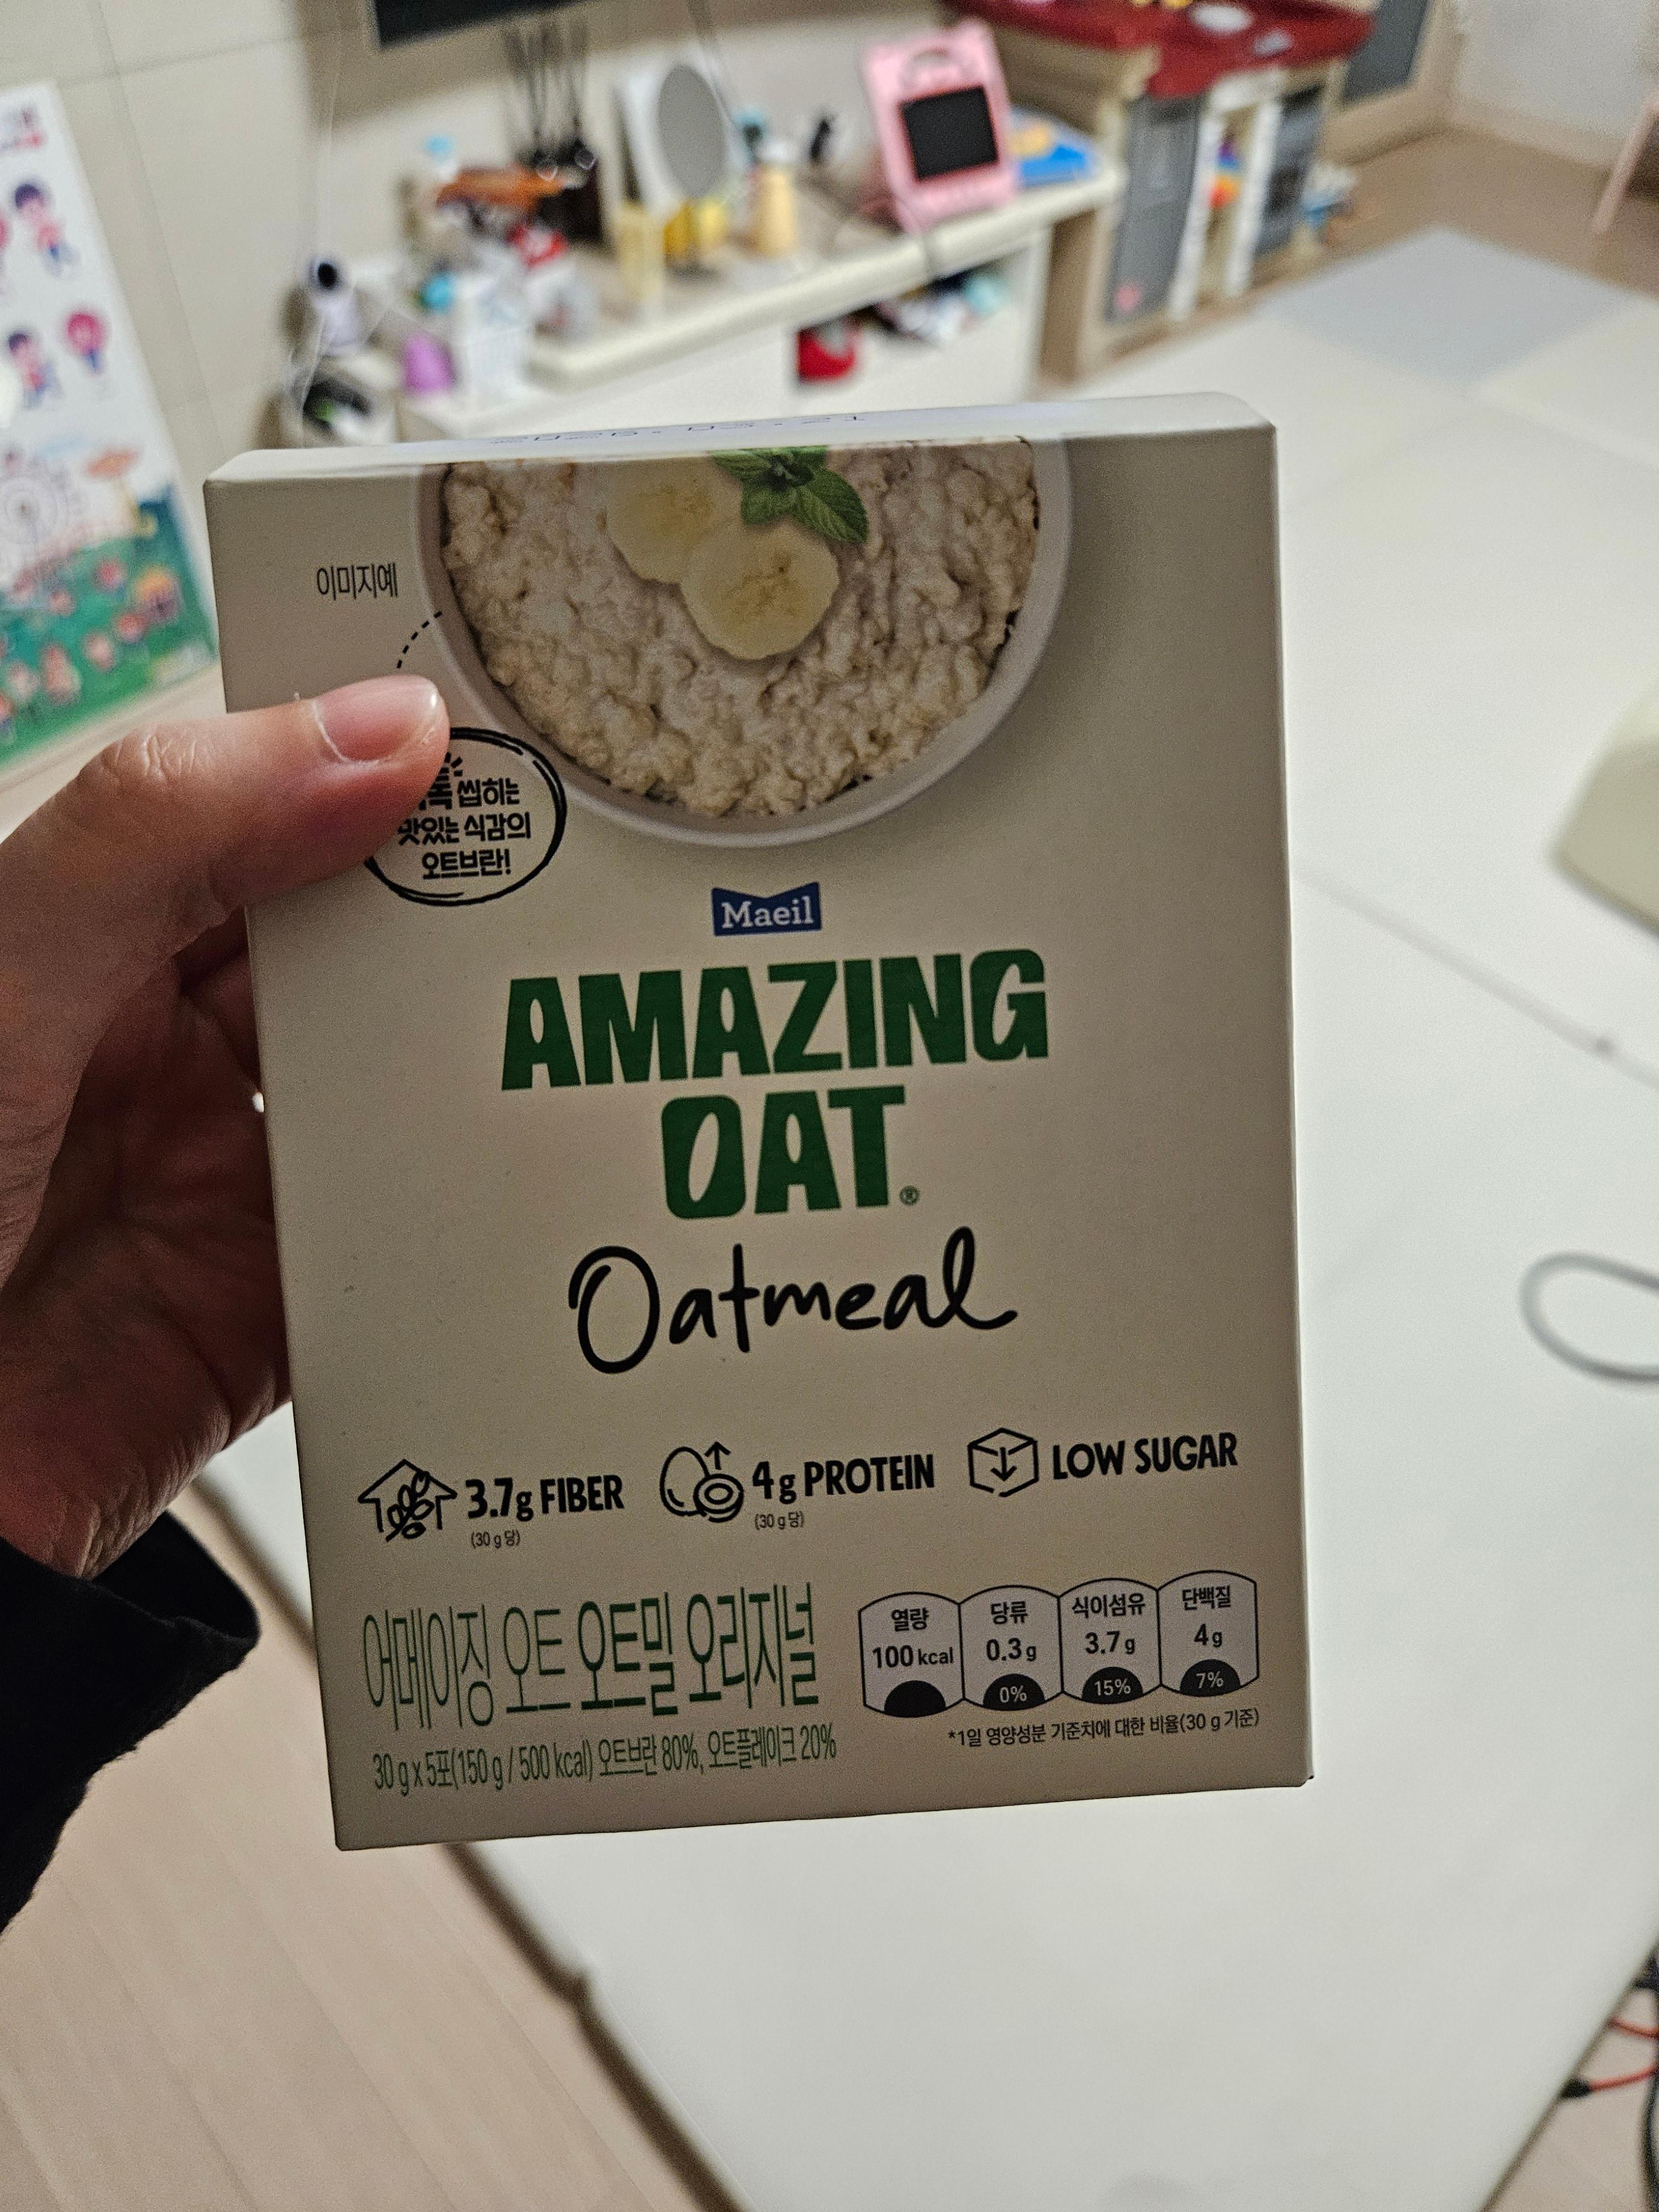 이미지예
씹히는
맛있는 식감의
오트브란!
Maeil
AMAZING
OAT®
Oatmeal
3.7g FIBER
(30 g 당)
4g PROTEIN
(30 g 당)
LOW SUGAR
어메이징 오트 오트밀 오리지널
30 g x 5포(150 g / 500 kcal) 오트브란 80%, 오트플레이크 20%
열량
100 kcal
당류
0.3 g
0%
식이섬유
3.7 g
15%
단백질
4 g
7%
*1일 영양성분 기준치에 대한 비율(30 g 기준)